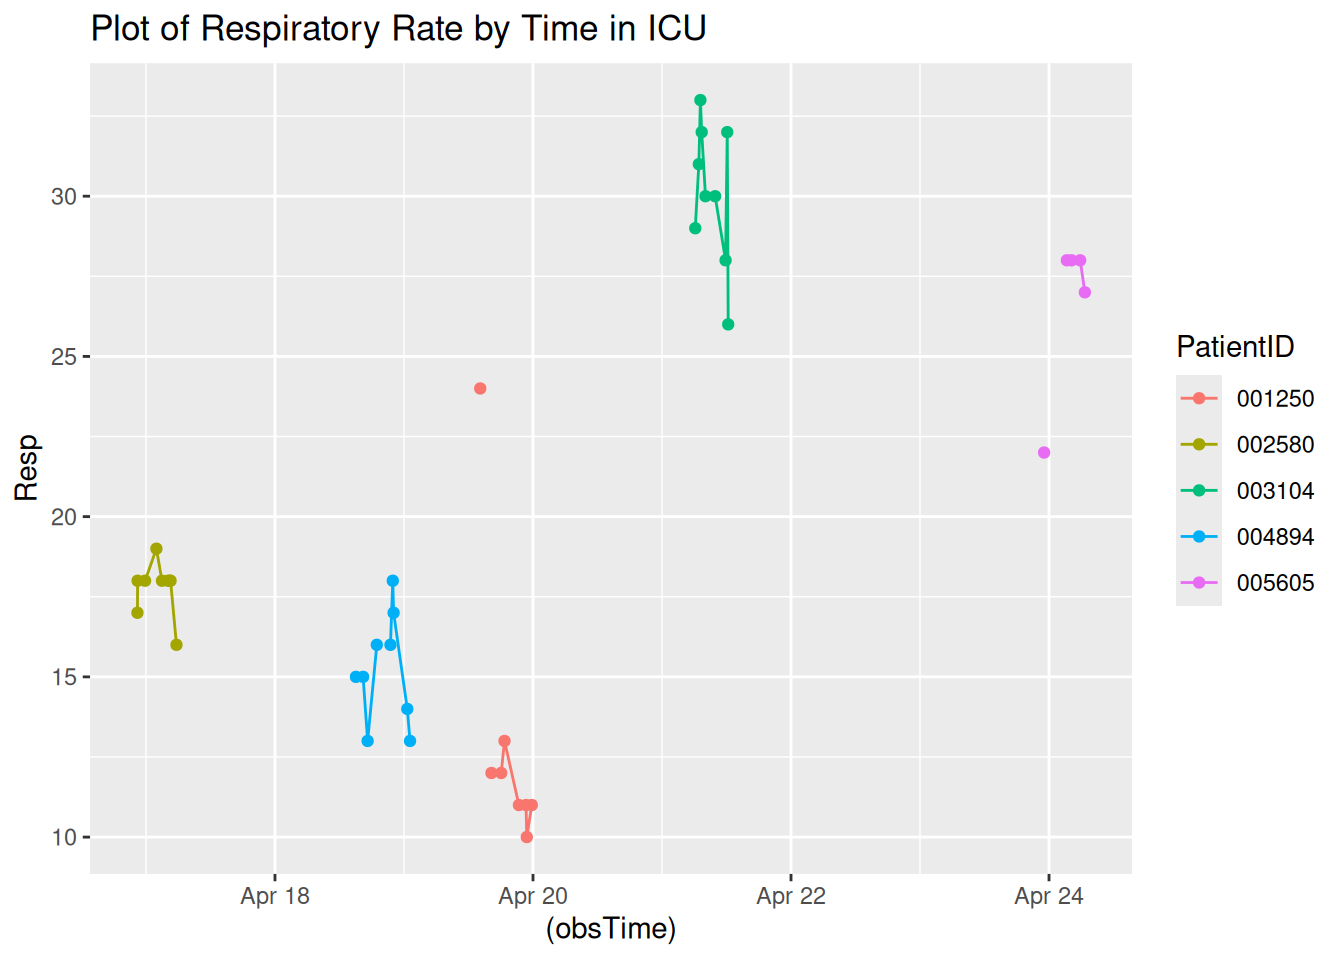 Plot of Respiratory Rate by Time in ICU
30
25
20
15
10
Resp
Apr 18
Apr 20
Apr 22
Apr 24
(obsTime)
PatientID
001250
002580
003104
004894
005605